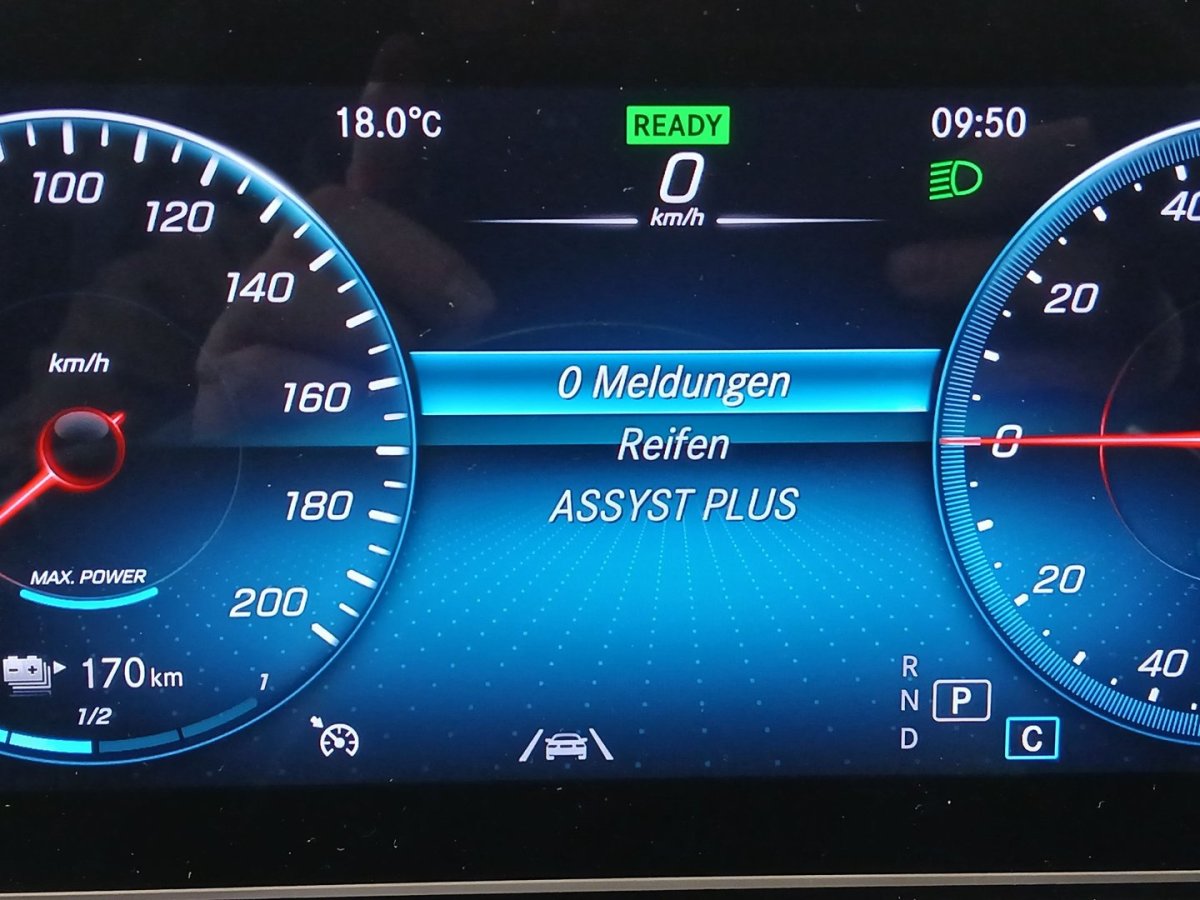 18.0°C
READY
09:50
0
km/h
100
120
140
160
180
200
km/h
MAX. POWER
170 km
1/2
1
0 Meldungen
Reifen
ASSYST PLUS
40
20
0
20
40
R
N
D
P
C